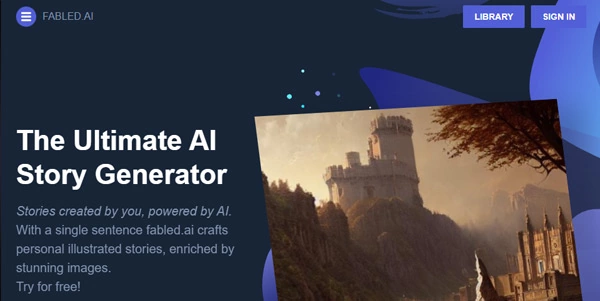 FABLED.AI
LIBRARY
SIGN IN
The Ultimate AI
Story Generator
Stories created by you, powered by AI.
With a single sentence fabled.ai crafts
personal illustrated stories, enriched by
stunning images.
Try for free!